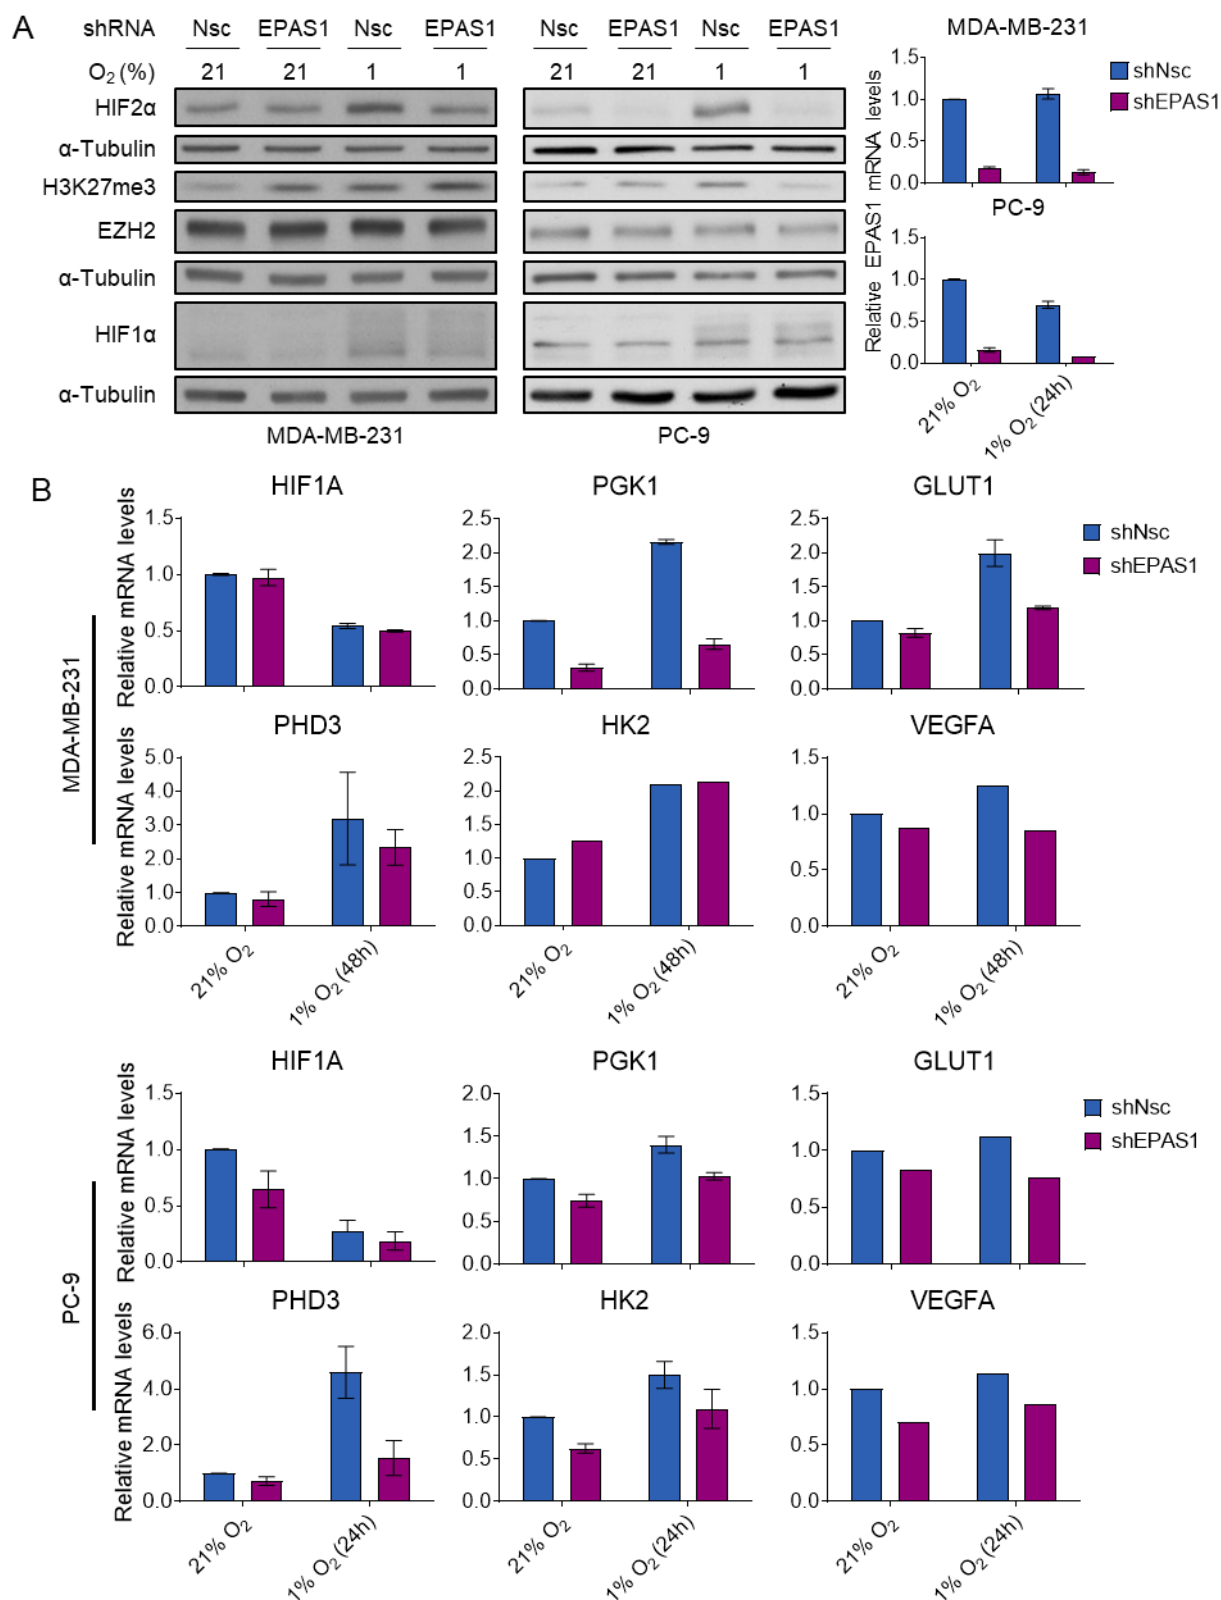 A
shRNA Nsc EPAS1 Nsc EPAS1 Nsc EPAS1 Nsc EPAS1
O2 (%) 21 21 1 1 21 21 1 1
HIF2α
α-Tubulin
H3K27me3
EZH2
α-Tubulin
HIF1α
α-Tubulin
MDA-MB-231 PC-9
MDA-MB-231
shNsc
shEPAS1
Relative EPAS1 mRNA levels
1.5
1.0
0.5
0.0
PC-9
1.5
1.0
0.5
0.0
21% O2 1% O2 (24h)
B
MDA-MB-231
HIF1A PGK1 GLUT1
Relative mRNA levels
1.5
1.0
0.5
0.0
2.5
2.0
1.5
1.0
0.5
0.0
2.5
2.0
1.5
1.0
0.5
0.0
shNsc
shEPAS1
PHD3 HK2 VEGFA
Relative mRNA levels
5.0
4.0
3.0
2.0
1.0
0.0
2.5
2.0
1.5
1.0
0.5
0.0
1.5
1.0
0.5
0.0
21% O2 1% O2 (48h) 21% O2 1% O2 (48h) 21% O2 1% O2 (48h)
PC-9
HIF1A PGK1 GLUT1
Relative mRNA levels
1.5
1.0
0.5
0.0
2.0
1.5
1.0
0.5
0.0
1.5
1.0
0.5
0.0
shNsc
shEPAS1
PHD3 HK2 VEGFA
Relative mRNA levels
6.0
4.0
2.0
0.0
2.0
1.5
1.0
0.5
0.0
1.5
1.0
0.5
0.0
21% O2 1% O2 (24h) 21% O2 1% O2 (24h) 21% O2 1% O2 (24h)